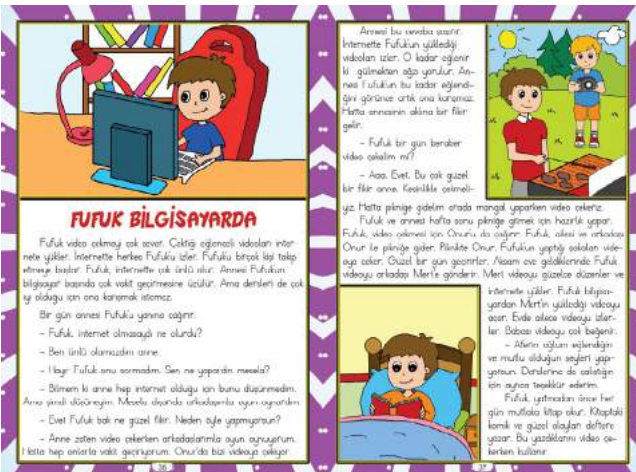 FUFUK BİLGİSAYARDA
Fufuk video çekmeyi çok sever. Çektiği eğlenceli videoları inter-
nete yükler. İnternette herkes Fufuk'u izler. Fufuk'u birçok kişi takip
etmeye başlar. Fufuk, internette çok ünlü olur. Annesi Fufuk'un
bilgisayar başında çok vakit geçirmesine üzülür. Ama dersleri de çok
iyi olduğu için ona karışmak istemez.
Bir gün annesi Fufuk'u yanına çağırır.
- Fufuk, internet olmasaydı ne olurdu?
- Ben ünlü olamazdım anne.
- Hayır Fufuk onu sormadım. Sen ne yapardın mesela?
- Bilmem ki anne hep internet olduğu için bunu düşünmedim.
Ama şimdi düşüneyim. Mesela dışarıda arkadaşımla oyun oynardım.
- Evet Fufuk bak ne güzel fikir. Neden öyle yapmıyorsun?
- Anne zaten video çekerken arkadaşlarımla oyun oynuyorum.
Hatta hep onlarla vakit geçiriyorum. Onur'da bizi videoya çekiyor.
36
Annesi bu cevaba şaşırır.
İnternette Fufuk'un yüklediği
videoları izler. O kadar eğlenir
ki gülmekten ağzı yorulur. An-
nesi Fufuk'un bu kadar eğlendi-
ğini görünce artık ona karışmaz.
Hatta annesinin aklına bir fikir
gelir.
- Fufuk bir gün beraber
video çekelim mi?
- Aaa. Evet. Bu çok güzel
bir fikir anne. Kesinlikle çekmeli-
yiz. Hatta pikniğe gidelim orada mangal yaparken video çekeriz.
Fufuk ve annesi hafta sonu pikniğe gitmek için hazırlık yapar.
Fufuk, video çekmesi için Onur'u da çağırır. Fufuk, ailesi ve arkadaşı
Onur ile pikniğe gider. Piknikte Onur, Fufuk'un yaptığı şakaları vide-
oya çeker. Güzel bir gün geçirirler. Akşam eve geldiklerinde Fufuk
videoyu arkadaşı Mert'e gönderir. Mert videoyu güzelce düzenler ve
internete yükler. Fufuk bilgisa-
yardan Mert'in yüklediği videoyu
açar. Evde ailece videoyu izler-
ler. Babası videoyu çok beğenir.
- Aferin oğlum eğlendiğin
ve mutlu olduğun şeyleri yapı-
yorsun. Derslerine de çalıştığın
için ayrıca teşekkür ederim.
Fufuk, yatmadan önce her
gün mutlaka kitap okur. Kitaptaki
komik ve güzel olayları deftere
yazar. Bu yazdıklarını video çe-
kerken kullanır.
37